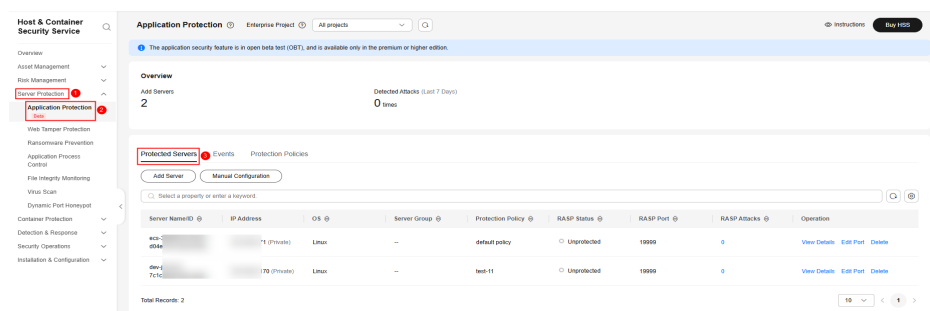 Host & Container
Security Service
Application Protection
Enterprise Project
All projects
Instructions
Buy HSS
The application security feature is in open beta test (OBT), and is available only in the premium or higher edition.
Overview
Asset Management
Risk Management
Server Protection 1
Application Protection 2
Beta
Web Tamper Protection
Ransomware Prevention
Application Process
Control
File Integrity Monitoring
Virus Scan
Dynamic Port Honeypot
Container Protection
Detection & Response
Security Operations
Installation & Configuration
Overview
Add Servers
2
Detected Attacks (Last 7 Days)
0 times
Protected Servers 3 Events Protection Policies
Add Server Manual Configuration
Select a property or enter a keyword.
Server Name/ID IP Address OS Server Group Protection Policy RASP Status RASP Port RASP Attacks Operation
(Private) Linux -- default policy Unprotected 19999 0 View Details Edit Port Delete
d04e
70 (Private) Linux -- test-11 Unprotected 19999 0 View Details Edit Port Delete
7c1c
Total Records: 2
10 < 1 >